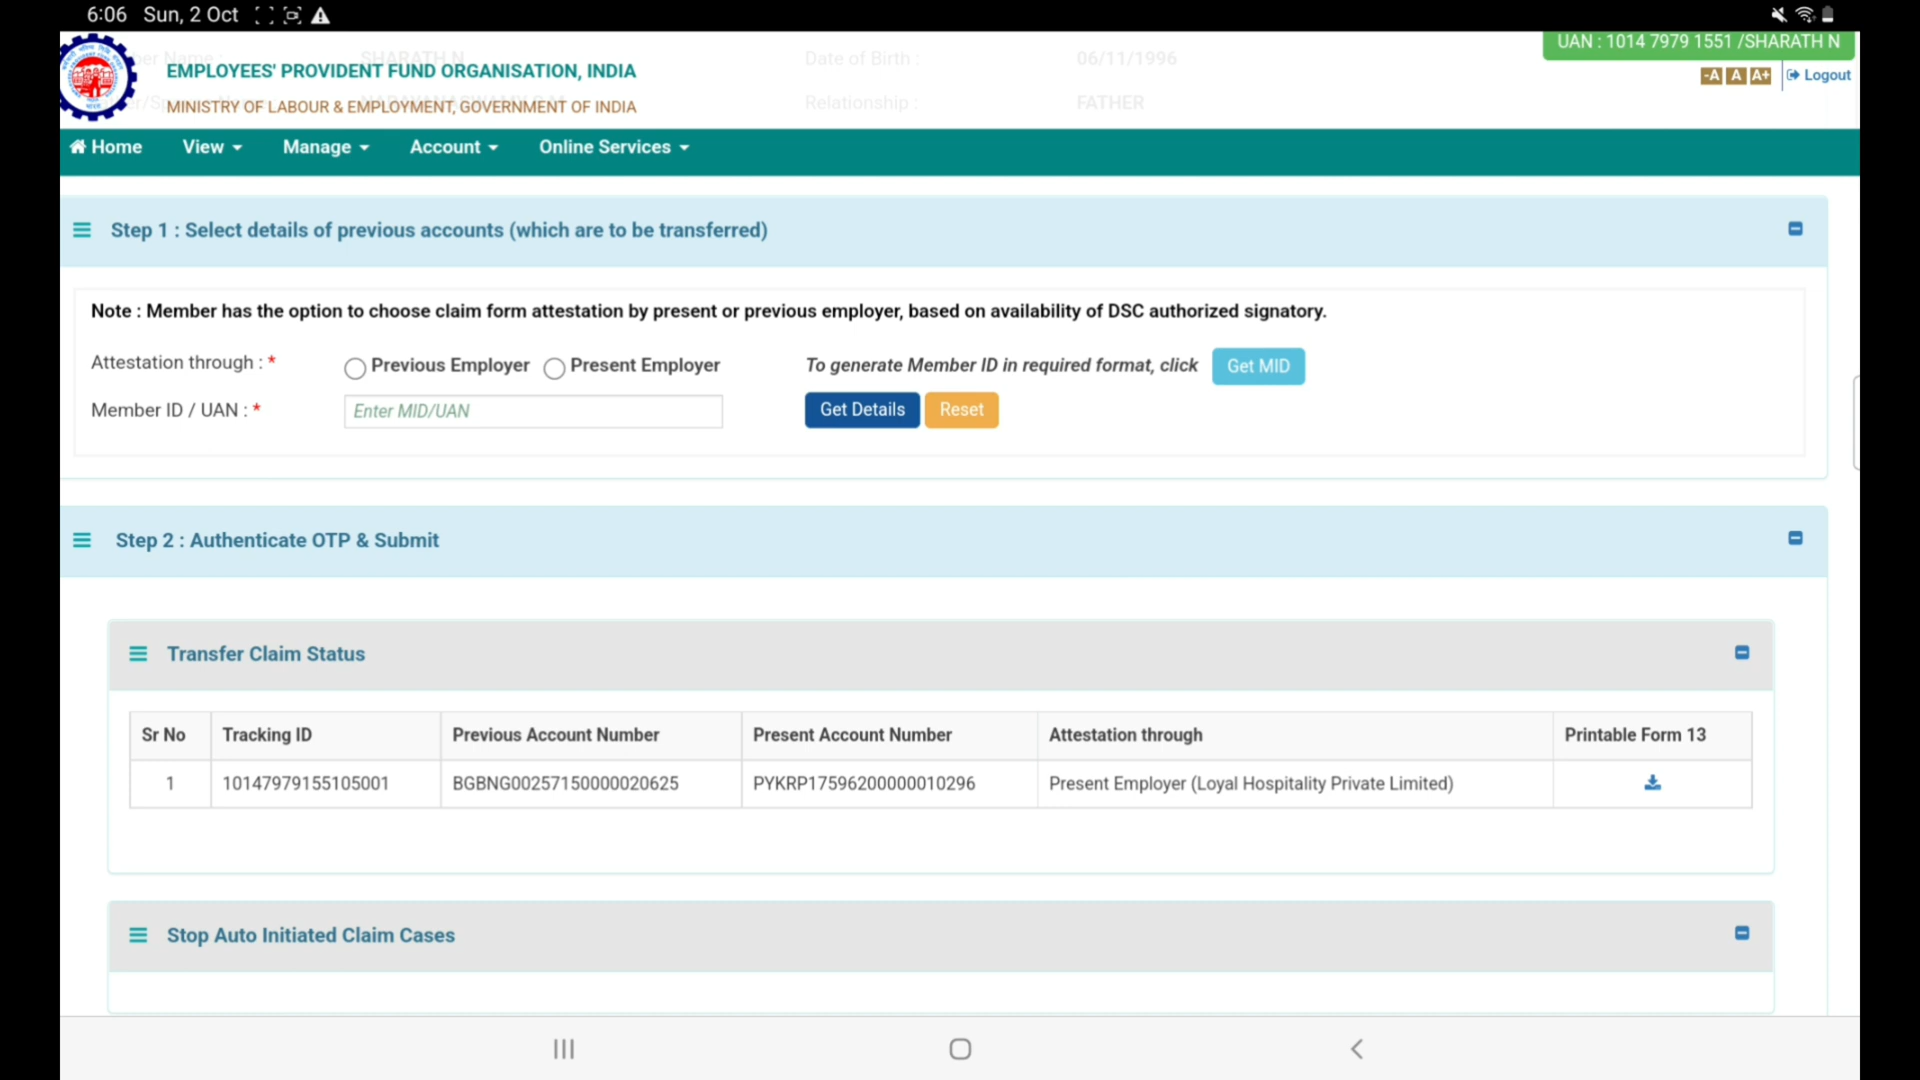 6:06 Sun, 2 Oct
Member Name : SHARATH N Date of Birth : 06/11/1996
UAN : 1014 7979 1551 /SHARATH N
EMPLOYEES' PROVIDENT FUND ORGANISATION, INDIA
-A A A+ Logout
Relationship : FATHER
MINISTRY OF LABOUR & EMPLOYMENT, GOVERNMENT OF INDIA
Home View Manage Account Online Services
Step 1 : Select details of previous accounts (which are to be transferred)
Note : Member has the option to choose claim form attestation by present or previous employer, based on availability of DSC authorized signatory.
Attestation through : * Previous Employer Present Employer To generate Member ID in required format, click Get MID
Member ID / UAN : * Enter MID/UAN Get Details Reset
Step 2 : Authenticate OTP & Submit
Transfer Claim Status
Sr No Tracking ID Previous Account Number Present Account Number Attestation through Printable Form 13
1 10147979155105001 BGBNG00257150000020625 PYKRP17596200000010296 Present Employer (Loyal Hospitality Private Limited)
Stop Auto Initiated Claim Cases